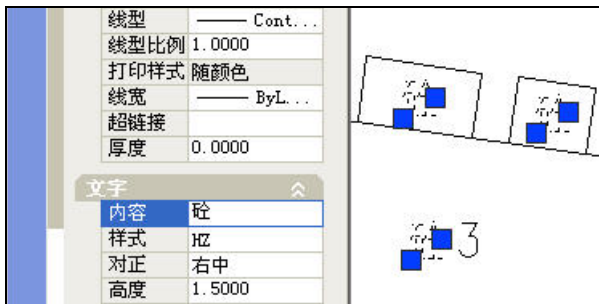 线型 Cont...
线型比例 1.0000
打印样式 随颜色
线宽 ByL...
超链接
厚度 0.0000
文字
内容 砼
样式 HZ
对正 右中
高度 1.5000
3